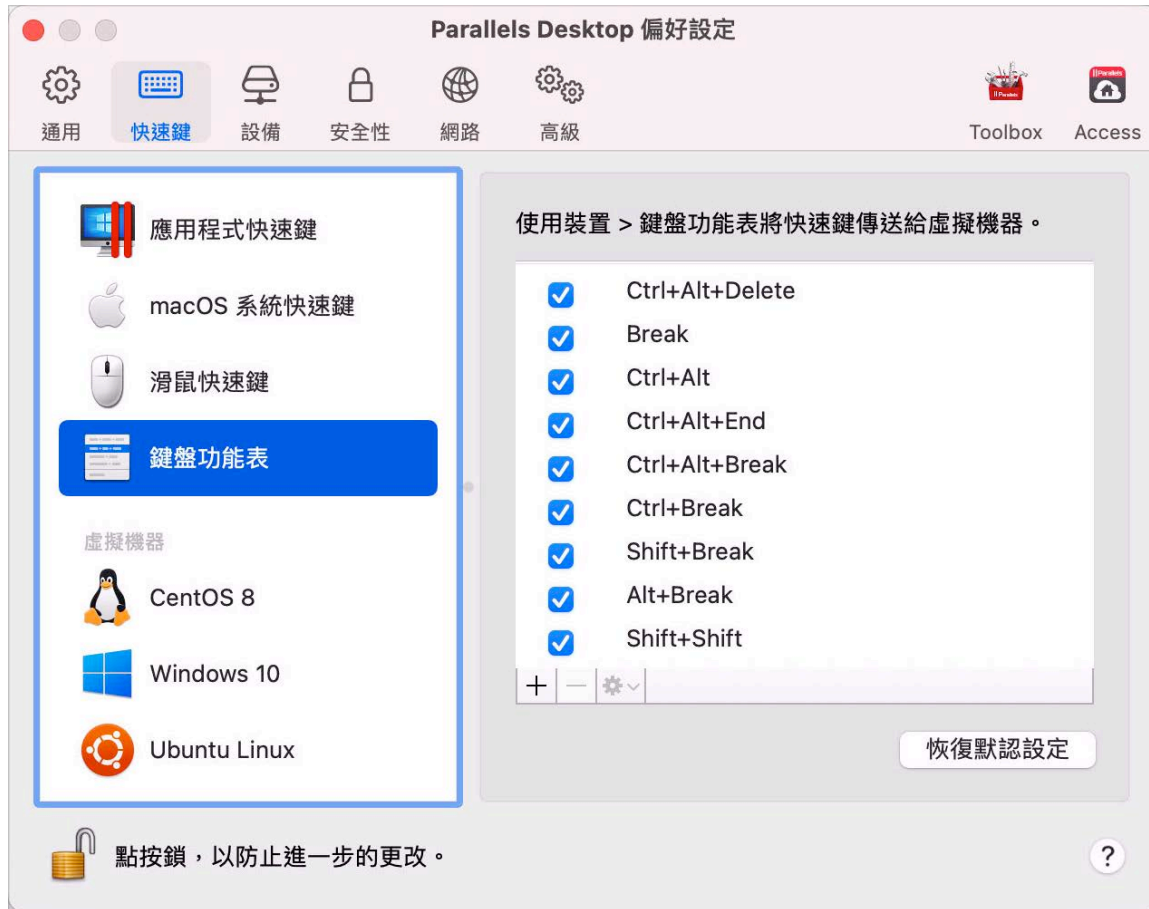 Parallels Desktop 偏好設定
通用 快速鍵 設備 安全性 網路 高級 Toolbox Access
應用程式快速鍵
macOS 系統快速鍵
滑鼠快速鍵
鍵盤功能表
虛擬機器
CentOS 8
Windows 10
Ubuntu Linux
使用裝置 > 鍵盤功能表將快速鍵傳送給虛擬機器。
Ctrl+Alt+Delete
Break
Ctrl+Alt
Ctrl+Alt+End
Ctrl+Alt+Break
Ctrl+Break
Shift+Break
Alt+Break
Shift+Shift
恢復默認設定
點按鎖，以防止進一步的更改。
?